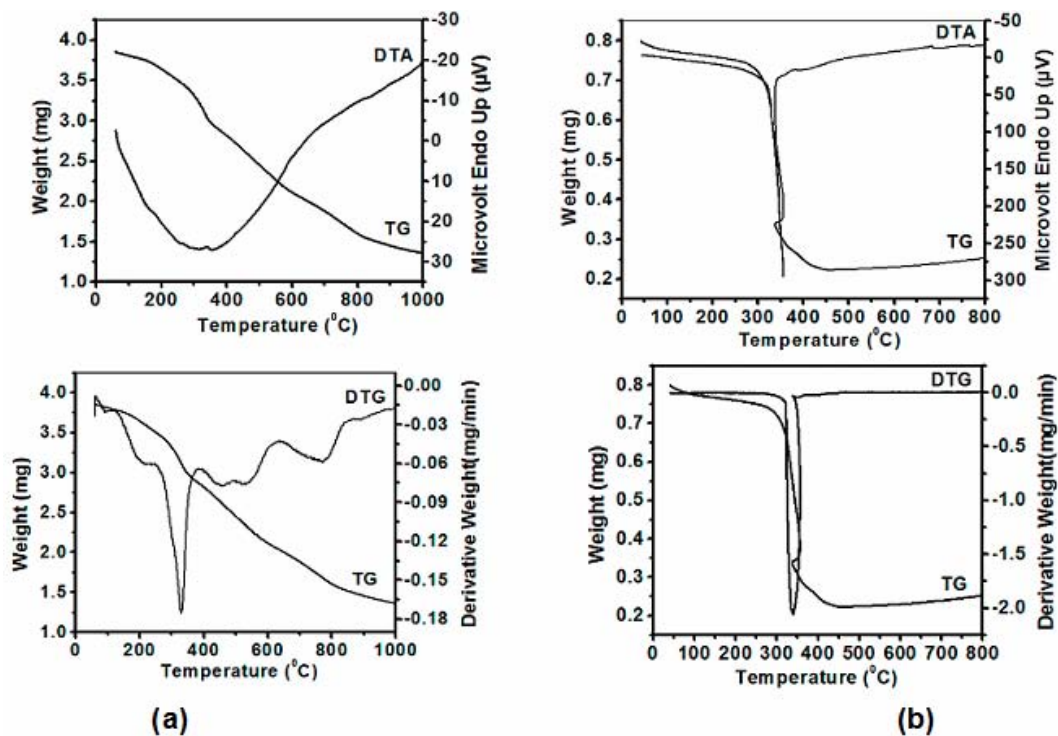 4.0
3.5
3.0
2.5
2.0
1.5
1.0
Weight (mg)
DTA
TG
-30
-20
-10
0
10
20
30
Microvolt Endo Up (µV)
0 200 400 600 800 1000
Temperature (⁰C)
0.8
0.7
0.6
0.5
0.4
0.3
0.2
Weight (mg)
DTA
TG
-50
0
50
100
150
200
250
300
Microvolt Endo Up (µV)
0 100 200 300 400 500 600 700 800
Temperature (⁰C)
4.0
3.5
3.0
2.5
2.0
1.5
1.0
Weight (mg)
DTG
TG
0.00
-0.03
-0.06
-0.09
-0.12
-0.15
-0.18
Derivative Weight(mg/min)
0 200 400 600 800 1000
Temperature (⁰C)
0.8
0.7
0.6
0.5
0.4
0.3
0.2
Weight (mg)
DTG
TG
0.0
-0.5
-1.0
-1.5
-2.0
Derivative Weight(mg/min)
0 100 200 300 400 500 600 700 800
Temperature (⁰C)
(a) (b)